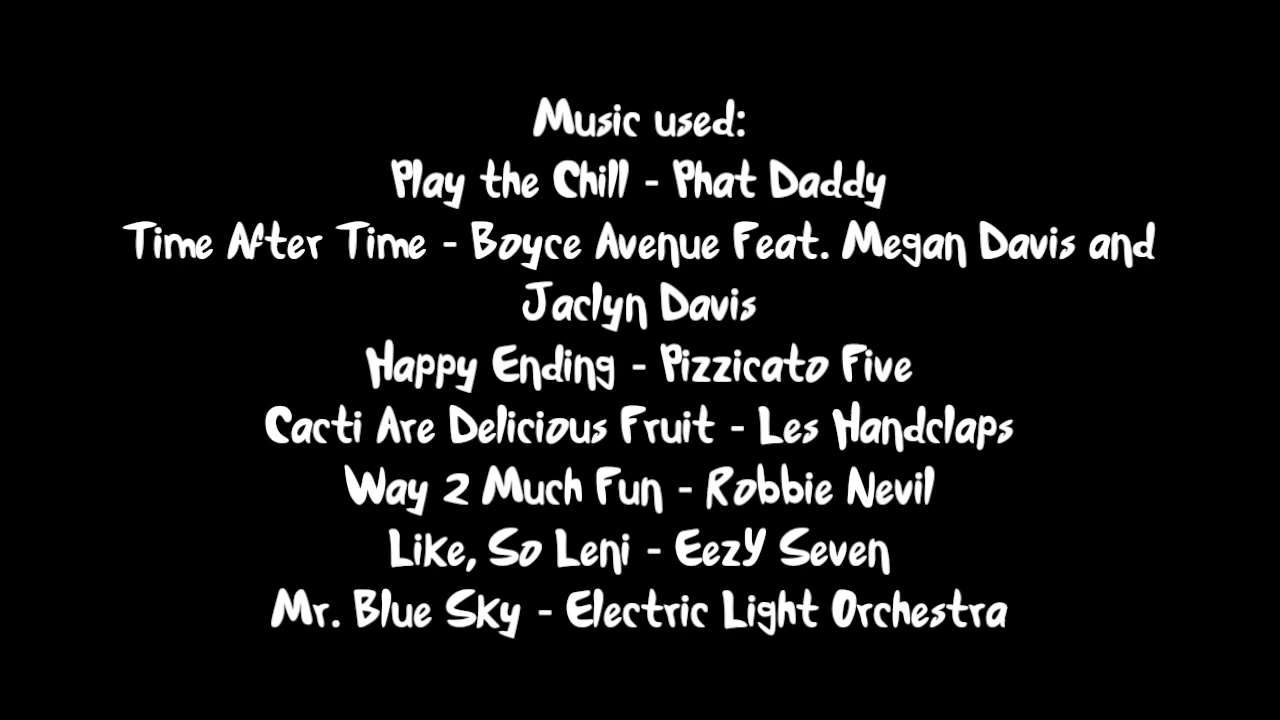 Music used:
Play the Chill - Phat Daddy
Time After Time - Boyce Avenue Feat. Megan Davis and
Jaclyn Davis
Happy Ending - Pizzicato Five
Cacti Are Delicious Fruit - Les Handclaps
Way 2 Much Fun - Robbie Nevil
Like, So Leni - EezY Seven
Mr. Blue Sky - Electric Light Orchestra